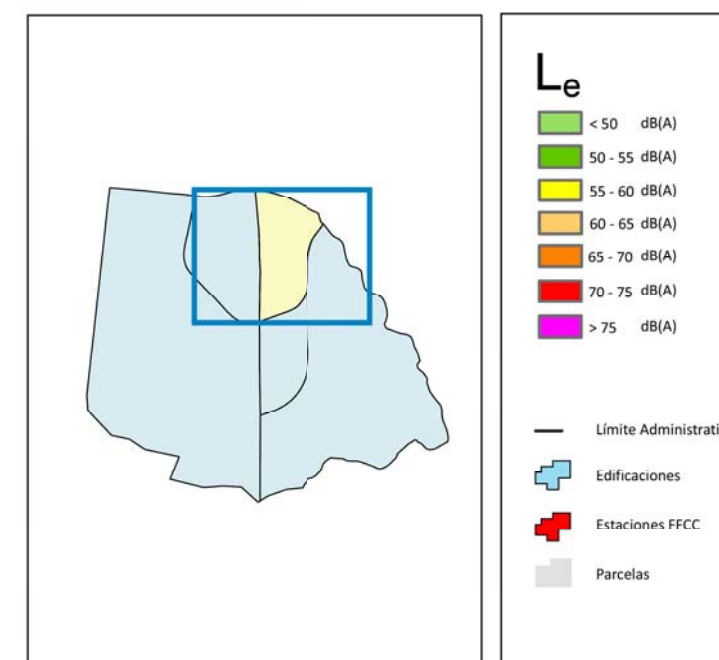 Le
< 50 dB(A)
50 - 55 dB(A)
55 - 60 dB(A)
60 - 65 dB(A)
65 - 70 dB(A)
70 - 75 dB(A)
> 75 dB(A)
Límite Administrati
Edificaciones
Estaciones FFCC
Parcelas